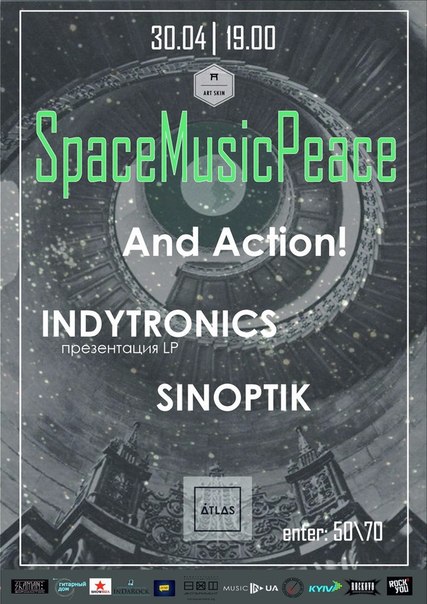 30.04 | 19.00
ART SKIN
SpaceMusicPeace
And Action!
INDYTRONICS
презентация LP
SINOPTIK
ATLAS
enter: 50\70
гитарный дом
INDAROCK
MUSIC UA
KYIV
ROCK YOU